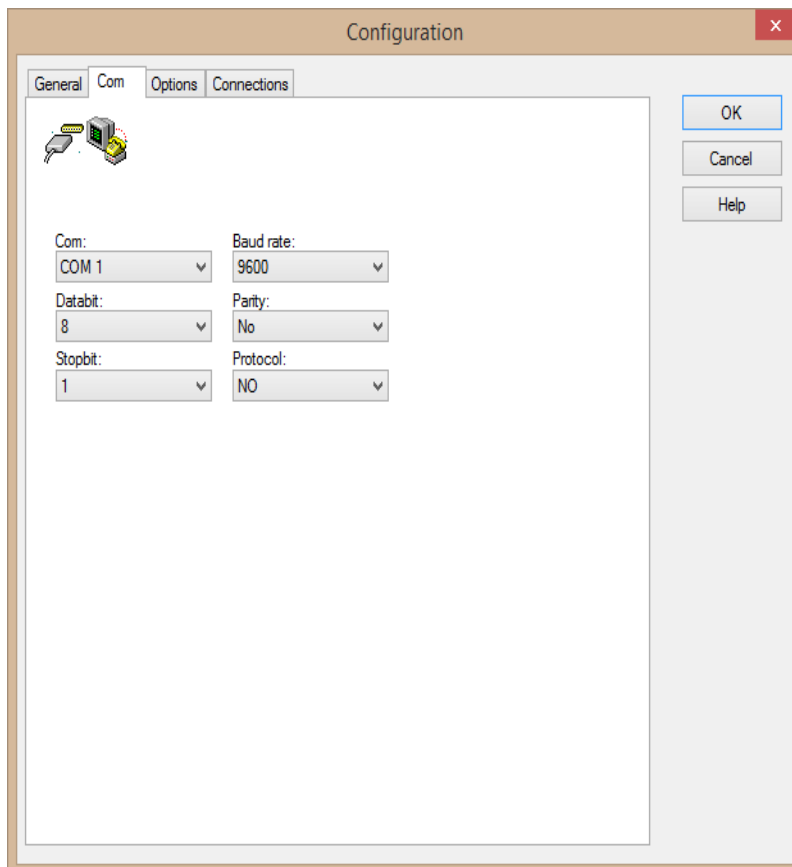 Configuration
x
General Com Options Connections
OK
Cancel
Help
Com: Baud rate:
COM 1 9600
Databit: Parity:
8 No
Stopbit: Protocol:
1 NO